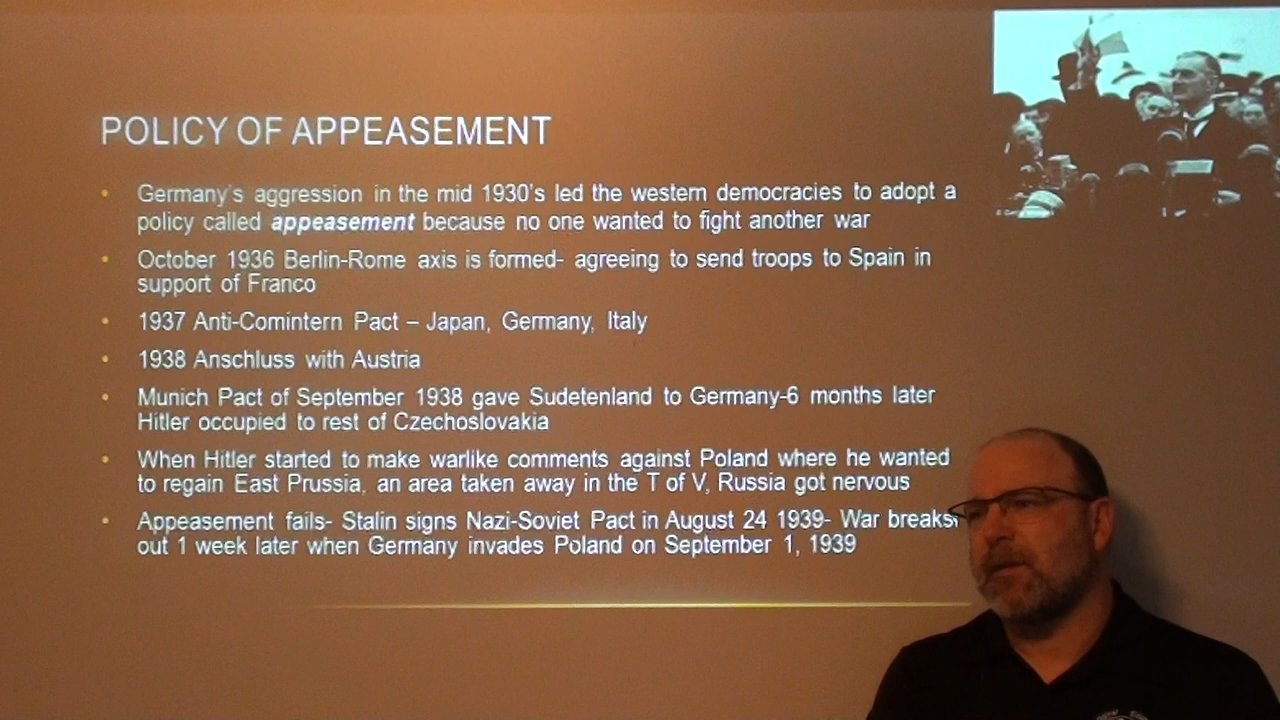 POLICY OF APPEASEMENT
• Germany's aggression in the mid 1930's led the western democracies to adopt a
policy called appeasement because no one wanted to fight another war
• October 1936 Berlin-Rome axis is formed- agreeing to send troops to Spain in
support of Franco
• 1937 Anti-Comintern Pact – Japan, Germany, Italy
• 1938 Anschluss with Austria
• Munich Pact of September 1938 gave Sudetenland to Germany-6 months later
Hitler occupied to rest of Czechoslovakia
• When Hitler started to make warlike comments against Poland where he wanted
to regain East Prussia, an area taken away in the T of V, Russia got nervous
• Appeasement fails- Stalin signs Nazi-Soviet Pact in August 24 1939- War breaks
out 1 week later when Germany invades Poland on September 1, 1939